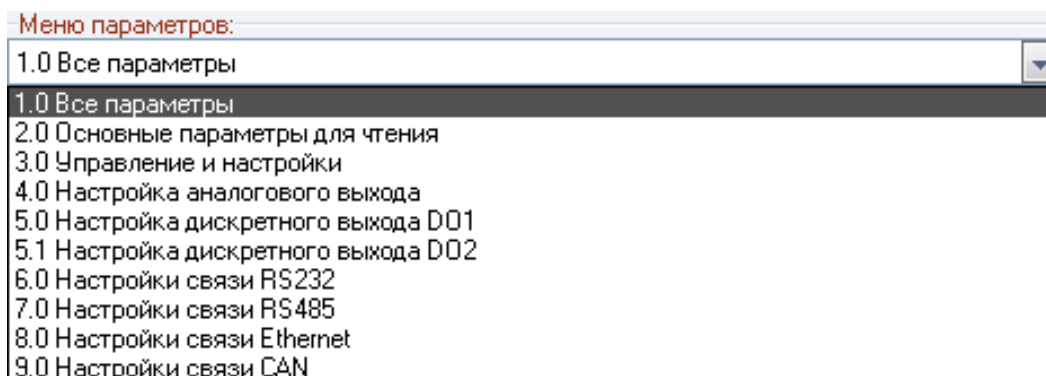 Меню параметров:
1.0 Все параметры
1.0 Все параметры
2.0 Основные параметры для чтения
3.0 Управление и настройки
4.0 Настройка аналогового выхода
5.0 Настройка дискретного выхода DO1
5.1 Настройка дискретного выхода DO2
6.0 Настройки связи RS232
7.0 Настройки связи RS485
8.0 Настройки связи Ethernet
9.0 Настройки связи CAN